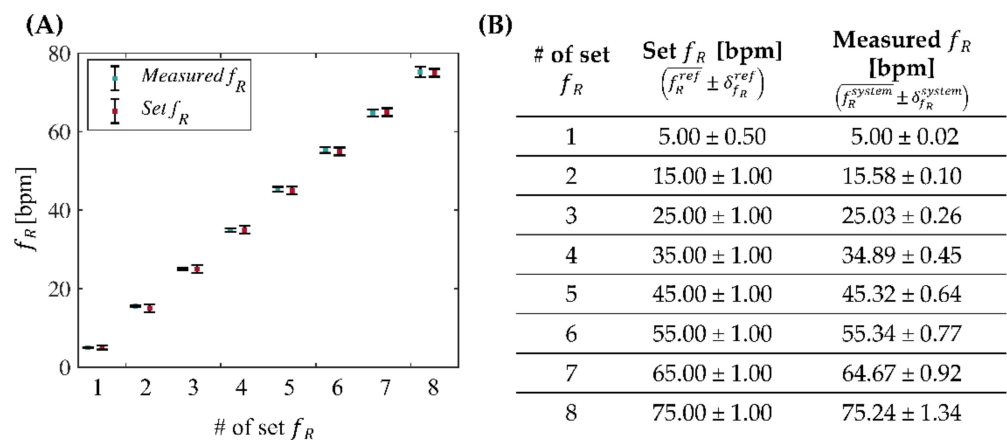 (A)
80
60
40
20
0
f_R [bpm]
Measured f_R
Set f_R
1 2 3 4 5 6 7 8
# of set f_R
(B)
# of set f_R Set f_R [bpm] (f_R^ref ± δ_f_R^ref) Measured f_R [bpm] (f_R^system ± δ_f_R^system)
1 5.00 ± 0.50 5.00 ± 0.02
2 15.00 ± 1.00 15.58 ± 0.10
3 25.00 ± 1.00 25.03 ± 0.26
4 35.00 ± 1.00 34.89 ± 0.45
5 45.00 ± 1.00 45.32 ± 0.64
6 55.00 ± 1.00 55.34 ± 0.77
7 65.00 ± 1.00 64.67 ± 0.92
8 75.00 ± 1.00 75.24 ± 1.34